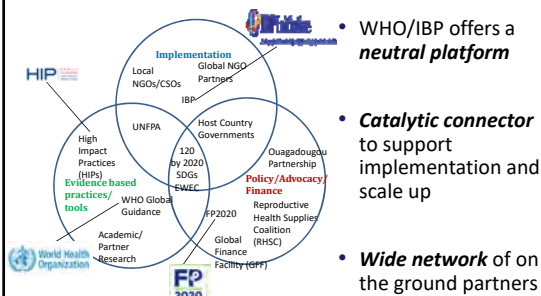 Implementation
Local
NGOs/CSOs
Global NGO
Partners
IBP
HIP
UNFPA
Host Country
Governments
High
Impact
Practices
(HIPs)
120
by 2020
SDGs
EWEC
Ouagadougou
Partnership
Evidence based
practices/
tools
Policy/Advocacy/
Finance
WHO Global
Guidance
FP2020
Reproductive
Health Supplies
Coalition
(RHSC)
Academic/
Partner
Research
Global
Finance
Facility (GFF)
World Health
Organization
FP
2020
• WHO/IBP offers a
neutral platform
• Catalytic connector
to support
implementation and
scale up
• Wide network of on
the ground partners